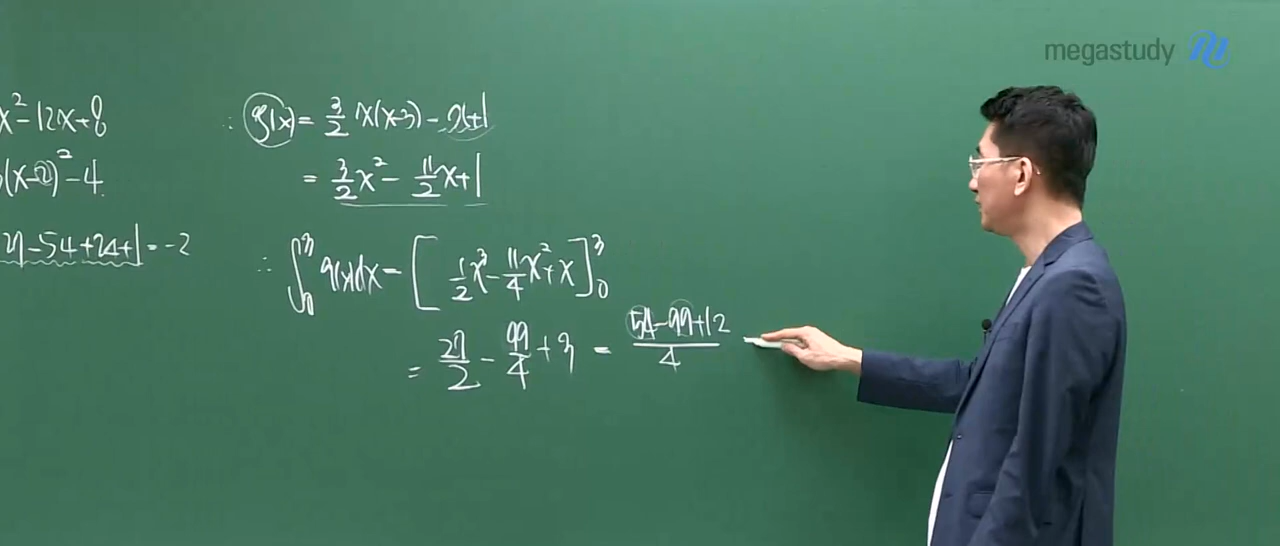 megastudy
x² - 12x + 8
(x-2)² - 4
27 - 54 + 24 + 1 = -2
∴ g(x) = 3/2 x(x-3) - x + 1
= 3/2 x² - 11/2 x + 1
∴ ∫₀³ g(x)dx = [ 1/2 x³ - 11/4 x² + x ]₀³
= 27/2 - 99/4 + 3 = (54 - 99 + 12)/4